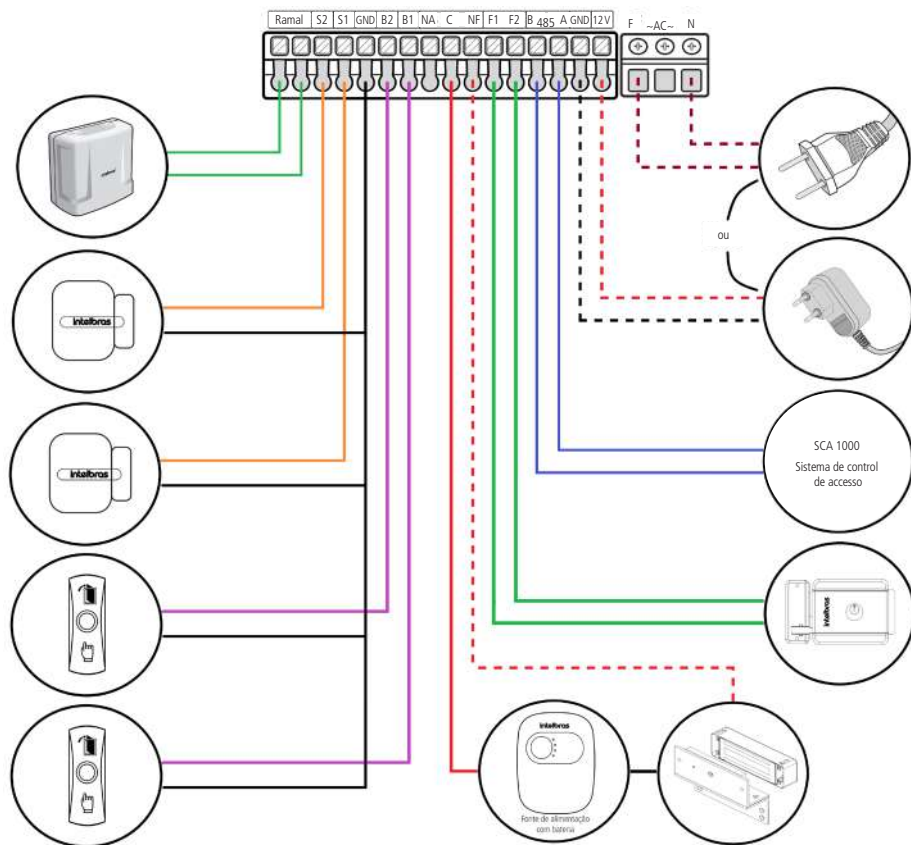 Ramal S2 S1 GND B2 B1 NA C NF F1 F2 B 485 A GND 12 V
F ~AC~ N
ou
intelbras
intelbras
SCA 1000
Sistema de control
de accesso
intelbras
intelbras
Fonte de alimentação
com bateria